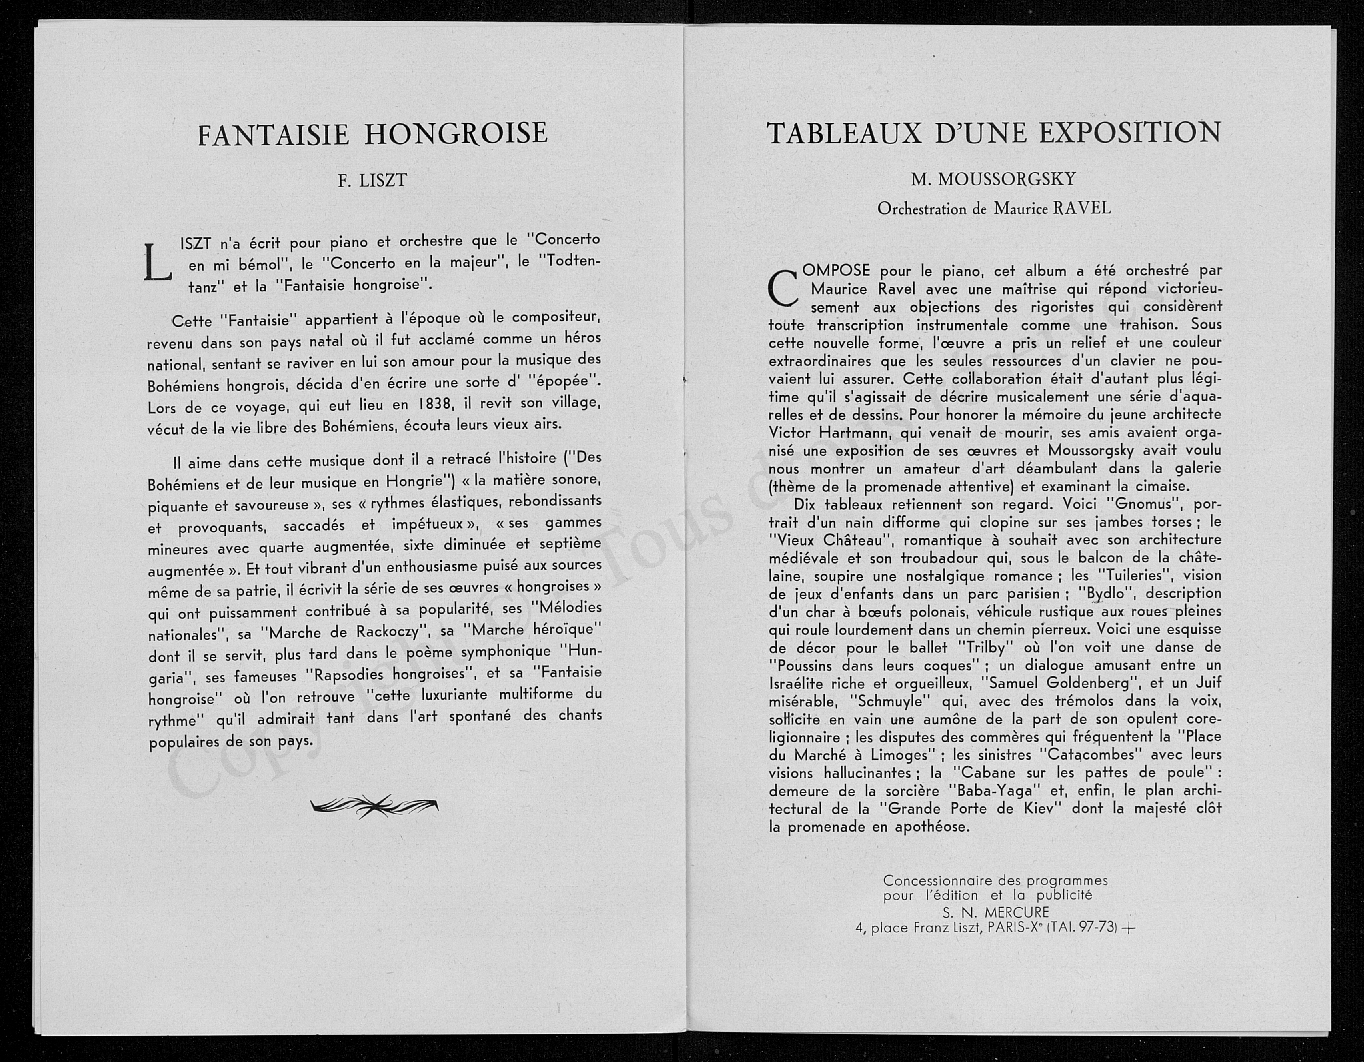 FANTAISIE HONGROISE
F. LISZT
LISZT n'a écrit pour piano et orchestre que le "Concerto
en mi bémol", le "Concerto en la majeur", le "Todten-
tanz" et la "Fantaisie hongroise".
Cette "Fantaisie" appartient à l'époque où le compositeur,
revenu dans son pays natal où il fut acclamé comme un héros
national, sentant se raviver en lui son amour pour la musique des
Bohémiens hongrois, décida d'en écrire une sorte d' "épopée".
Lors de ce voyage, qui eut lieu en 1838, il revit son village,
vécut de la vie libre des Bohémiens, écouta leurs vieux airs.
Il aime dans cette musique dont il a retracé l'histoire ("Des
Bohémiens et de leur musique en Hongrie") « la matière sonore,
piquante et savoureuse », ses « rythmes élastiques, rebondissants
et provoquants, saccadés et impétueux », « ses gammes
mineures avec quarte augmentée, sixte diminuée et septième
augmentée ». Et tout vibrant d'un enthousiasme puisé aux sources
même de sa patrie, il écrivit la série de ses œuvres « hongroises »
qui ont puissamment contribué à sa popularité, ses "Mélodies
nationales", sa "Marche de Rackoczy", sa "Marche héroïque"
dont il se servit, plus tard dans le poème symphonique "Hun-
garia", ses fameuses "Rapsodies hongroises", et sa "Fantaisie
hongroise" où l'on retrouve "cette luxuriante multiforme du
rythme" qu'il admirait tant dans l'art spontané des chants
populaires de son pays.
TABLEAUX D'UNE EXPOSITION
M. MOUSSORGSKY
Orchestration de Maurice RAVEL
COMPOSE pour le piano, cet album a été orchestré par
Maurice Ravel avec une maîtrise qui répond victorieu-
sement aux objections des rigoristes qui considèrent
toute transcription instrumentale comme une trahison. Sous
cette nouvelle forme, l'œuvre a pris un relief et une couleur
extraordinaires que les seules ressources d'un clavier ne pou-
vaient lui assurer. Cette collaboration était d'autant plus légi-
time qu'il s'agissait de décrire musicalement une série d'aqua-
relles et de dessins. Pour honorer la mémoire du jeune architecte
Victor Hartmann, qui venait de mourir, ses amis avaient orga-
nisé une exposition de ses œuvres et Moussorgsky avait voulu
nous montrer un amateur d'art déambulant dans la galerie
(thème de la promenade attentive) et examinant la cimaise.
Dix tableaux retiennent son regard. Voici "Gnomus", por-
trait d'un nain difforme qui clopine sur ses jambes torses ; le
"Vieux Château", romantique à souhait avec son architecture
médiévale et son troubadour qui, sous le balcon de la châte-
laine, soupire une nostalgique romance ; les "Tuileries", vision
de jeux d'enfants dans un parc parisien ; "Bydlo", description
d'un char à bœufs polonais, véhicule rustique aux roues pleines
qui roule lourdement dans un chemin pierreux. Voici une esquisse
de décor pour le ballet "Trilby" où l'on voit une danse de
"Poussins dans leurs coques" ; un dialogue amusant entre un
Israélite riche et orgueilleux, "Samuel Goldenberg", et un Juif
misérable, "Schmuyle" qui, avec des trémolos dans la voix,
sollicite en vain une aumône de la part de son opulent core-
ligionnaire ; les disputes des commères qui fréquentent la "Place
du Marché à Limoges" ; les sinistres "Catacombes" avec leurs
visions hallucinantes ; la "Cabane sur les pattes de poule" :
demeure de la sorcière "Baba-Yaga" et, enfin, le plan archi-
tectural de la "Grande Porte de Kiev" dont la majesté clôt
la promenade en apothéose.
Concessionnaire des programmes
pour l'édition et la publicité
S. N. MERCURE
4, place Franz Liszt, PARIS-Xe (TAI. 97-73)
Copyright © - Tous droits